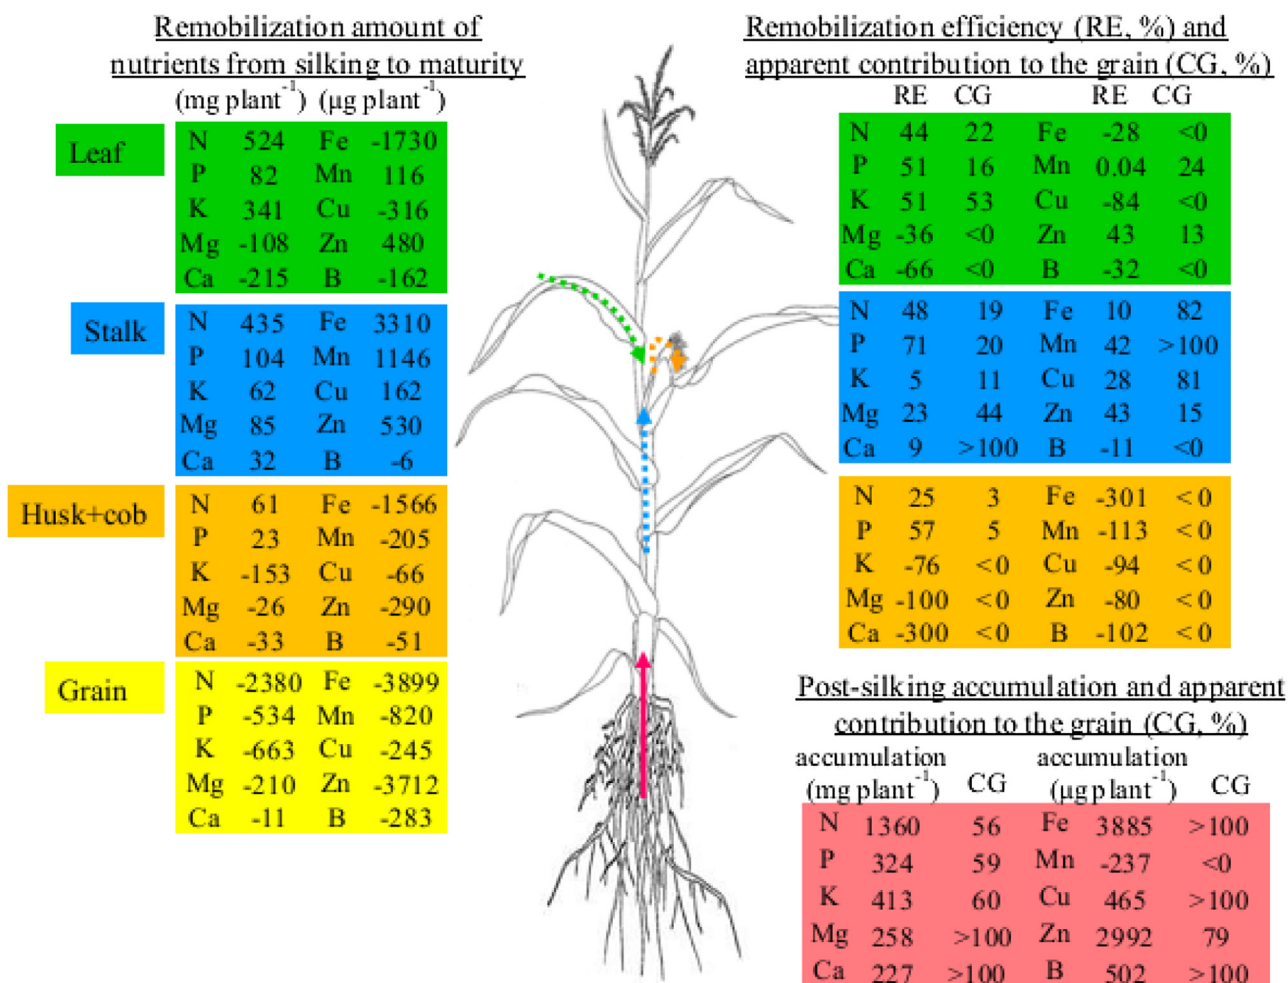 Remobilization amount of
nutrients from silking to maturity
(mg plant⁻¹) (μg plant⁻¹)
Leaf
N 524 Fe -1730
P 82 Mn 116
K 341 Cu -316
Mg -108 Zn 480
Ca -215 B -162
Stalk
N 435 Fe 3310
P 104 Mn 1146
K 62 Cu 162
Mg 85 Zn 530
Ca 32 B -6
Husk+cob
N 61 Fe -1566
P 23 Mn -205
K -153 Cu -66
Mg -26 Zn -290
Ca -33 B -51
Grain
N -2380 Fe -3899
P -534 Mn -820
K -663 Cu -245
Mg -210 Zn -3712
Ca -11 B -283
Remobilization efficiency (RE, %) and
apparent contribution to the grain (CG, %)
RE CG RE CG
N 44 22 Fe -28 <0
P 51 16 Mn 0.04 24
K 51 53 Cu -84 <0
Mg -36 <0 Zn 43 13
Ca -66 <0 B -32 <0
N 48 19 Fe 10 82
P 71 20 Mn 42 >100
K 5 11 Cu 28 81
Mg 23 44 Zn 43 15
Ca 9 >100 B -11 <0
N 25 3 Fe -301 <0
P 57 5 Mn -113 <0
K -76 <0 Cu -94 <0
Mg -100 <0 Zn -80 <0
Ca -300 <0 B -102 <0
Post-silking accumulation and apparent
contribution to the grain (CG, %)
accumulation accumulation
(mg plant⁻¹) CG (μg plant⁻¹) CG
N 1360 56 Fe 3885 >100
P 324 59 Mn -237 <0
K 413 60 Cu 465 >100
Mg 258 >100 Zn 2992 79
Ca 227 >100 B 502 >100